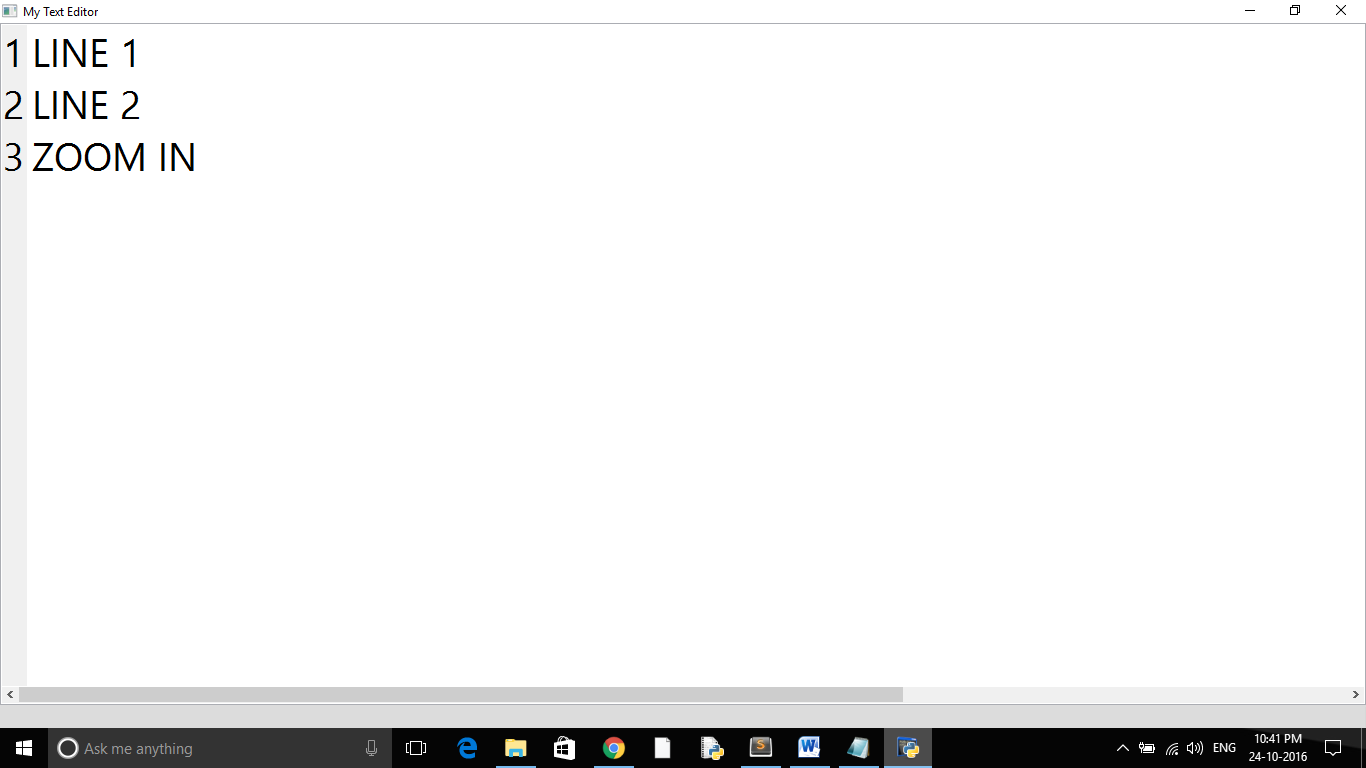 My Text Editor
1 LINE 1
2 LINE 2
3 ZOOM IN
Ask me anything
ENG
10:41 PM
24-10-2016